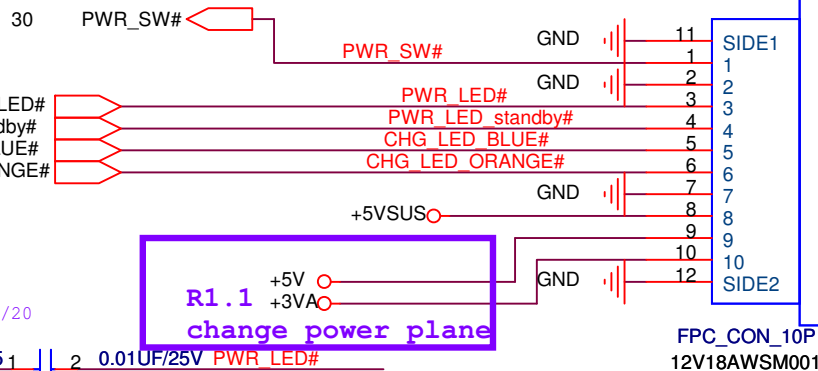 30 PWR_SW#
GND 11 SIDE1
PWR_SW# 1 1
GND 2 2
LED# PWR_LED# 3 3
dby# PWR_LED_standby# 4 4
UE# CHG_LED_BLUE# 5 5
NGE# CHG_LED_ORANGE# 6 6
GND 7 7
+5VSUS 8 8
9 9
10 10
+5V GND 12 SIDE2
R1.1 +3VA
change power plane
/20
FPC_CON_10P
5 1 2 0.01UF/25V PWR_LED#
12V18AWSM001